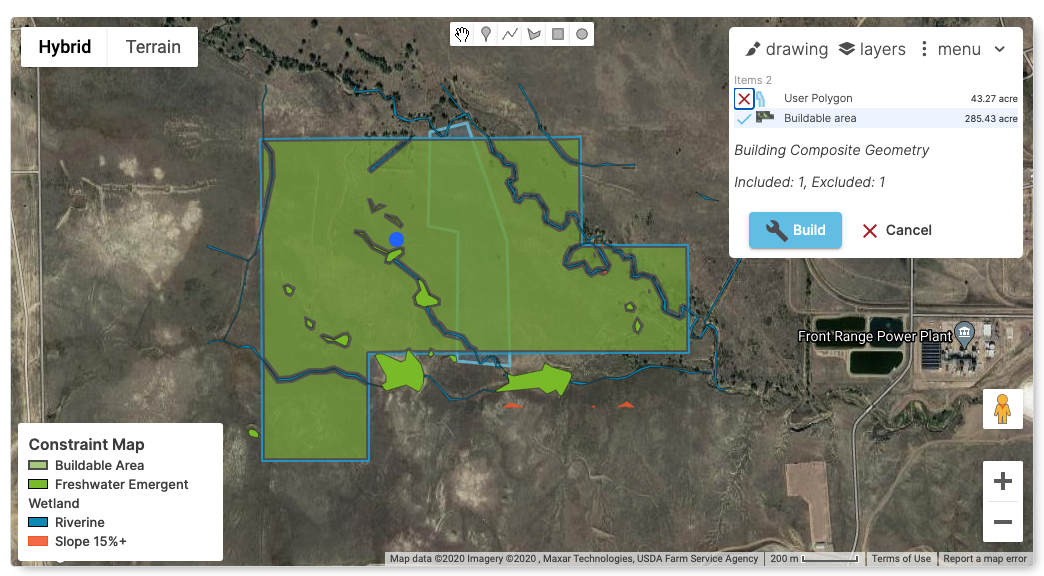 Hybrid
Terrain
drawing
layers
menu
Items 2
User Polygon
43.27 acre
Buildable area
285.43 acre
Building Composite Geometry
Included: 1, Excluded: 1
Build
Cancel
Front Range Power Plant
Constraint Map
Buildable Area
Freshwater Emergent
Wetland
Riverine
Slope 15%+
Map data ©2020 Imagery ©2020 , Maxar Technologies, USDA Farm Service Agency
200 m
Terms of Use
Report a map error